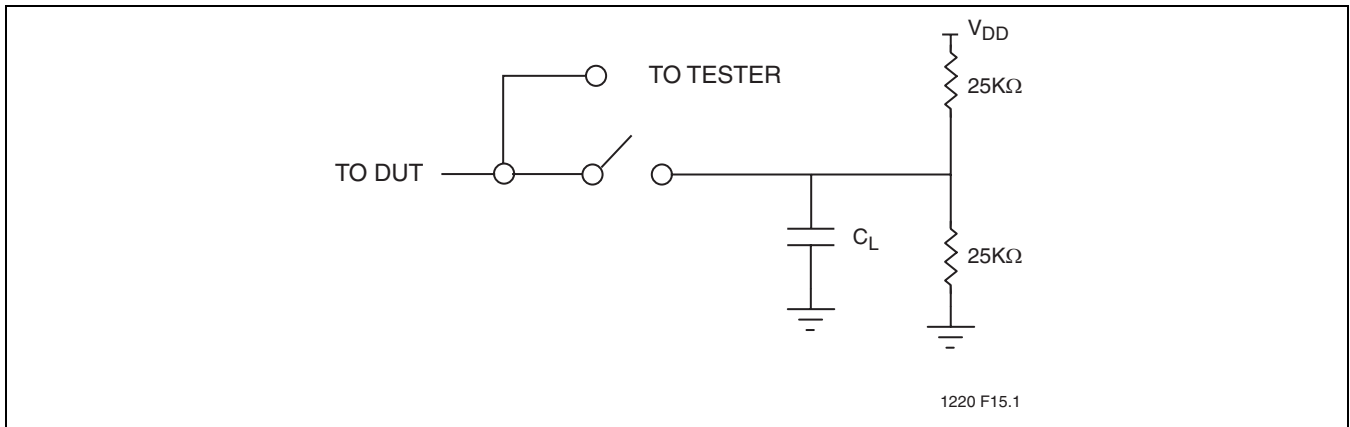 VDD
25KΩ
TO TESTER
TO DUT
CL
25KΩ
1220 F15.1